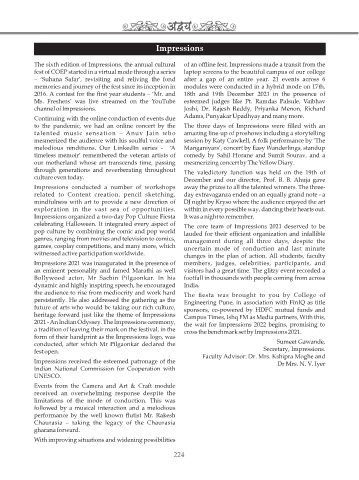 अद्वय
Impressions
The sixth edition of Impressions, the annual cultural
fest of COEP started in a virtual mode through a series
– 'Suhana Safar', revisiting and reliving the fond
memories and journey of the fest since its inception in
2016. A contest for the first year students – 'Mr. and
Ms. Freshers' was live streamed on the YouTube
channel of Impressions.
Continuing with the online conduction of events due
to the pandemic, we had an online concert by the
talented music sensation - Anuv Jain who
mesmerized the audience with his soulful voice and
melodious renditions. Our LinkedIn series - 'A
timeless memoir' remembered the veteran artists of
our motherland whose art transcends time, passing
through generations and reverberating throughout
culture even today.
Impressions conducted a number of workshops
related to Content creation, pencil sketching,
mindfulness with art to provide a new direction of
exploration in the vast sea of opportunities.
Impressions organized a two-day Pop Culture Fiesta
celebrating Halloween. It integrated every aspect of
pop culture by combining the comic and pop world
genres, ranging from movies and television to comics,
games, cosplay competitions, and many more, which
witnessed active participation worldwide.
Impressions 2021 was inaugurated in the presence of
an eminent personality and famed Marathi as well
Bollywood actor, Mr Sachin Pilgaonkar. In his
dynamic and highly inspiring speech, he encouraged
the audience to rise from mediocrity and work hard
persistently. He also addressed the gathering as the
future of arts who would be taking our rich culture,
heritage forward just like the theme of Impressions
2021 - An Indian Odyssey. The Impressions ceremony,
a tradition of leaving their mark on the festival, in the
form of their handprint as the Impressions logo, was
conducted, after which Mr Pilgaonkar declared the
fest open.
Impressions received the esteemed patronage of the
Indian National Commission for Cooperation with
UNESCO.
Events from the Camera and Art & Craft module
received an overwhelming response despite the
limitations of the mode of conduction. This was
followed by a musical interaction and a melodious
performance by the well known flutist Mr. Rakesh
Chaurasia – taking the legacy of the Chaurasia
gharana forward.
With improving situations and widening possibilities
of an offline fest. Impressions made a transit from the
laptop screens to the beautiful campus of our college
after a gap of an entire year. 21 events across 6
modules were conducted in a hybrid mode on 17th,
18th and 19th December 2021 in the presence of
esteemed judges like Pt. Ramdas Palsule, Vaibhav
Joshi, Dr. Rajesh Reddy, Priyanka Menon, Richard
Adams, Punyakar Upadhyay and many more.
The three days of Impressions were filled with an
amazing line-up of proshows including a storytelling
session by Katy Cawdell, A folk performance by 'The
Manganiyars', concert by Easy Wanderlings, standup
comedy by Sahil Horane and Sumit Sourav, and a
mesmerizing concert by The Yellow Diary.
The valedictory function was held on the 19th of
December and our director, Prof. B. B. Ahuja gave
away the prizes to all the talented winners. The three-
day extravaganza ended on an equally grand note - a
DJ night by Kryso where the audience enjoyed the art
within in every possible way, dancing their hearts out.
It was a night to remember.
The core team of Impressions 2021 deserved to be
lauded for their efficient organization and infallible
management during all three days, despite the
uncertain mode of conduction and last minute
changes in the plan of action. All students, faculty
members, judges, celebrities, participants, and
visitors had a great time. The glitzy event recorded a
footfall in thousands with people coming from across
India.
The fiesta was brought to you by College of
Engineering Pune, in association with FinIQ as title
sponsors, co-powered by HDFC mutual funds and
Campus Times, Ishq FM as Media partners, With this,
the wait for Impressions 2022 begins, promising to
cross the benchmark set by Impressions 2021.
Sumeet Gawande,
Secretary, Impressions.
Faculty Advisor: Dr. Mrs. Kshipra Moghe and
Dr Mrs. N. V. Iyer
224